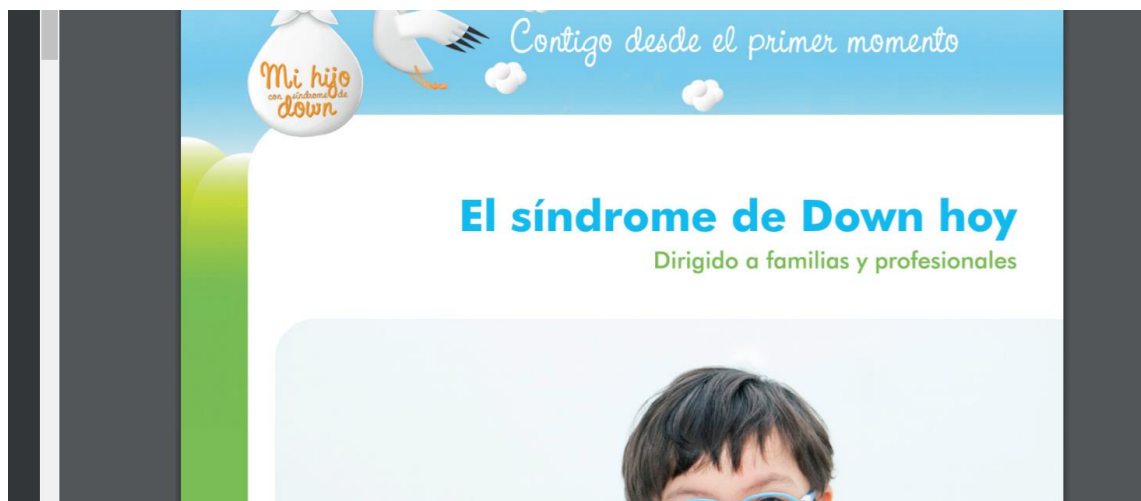 Contigo desde el primer momento
Mi hijo
con síndrome de
down
El síndrome de Down hoy
Dirigido a familias y profesionales